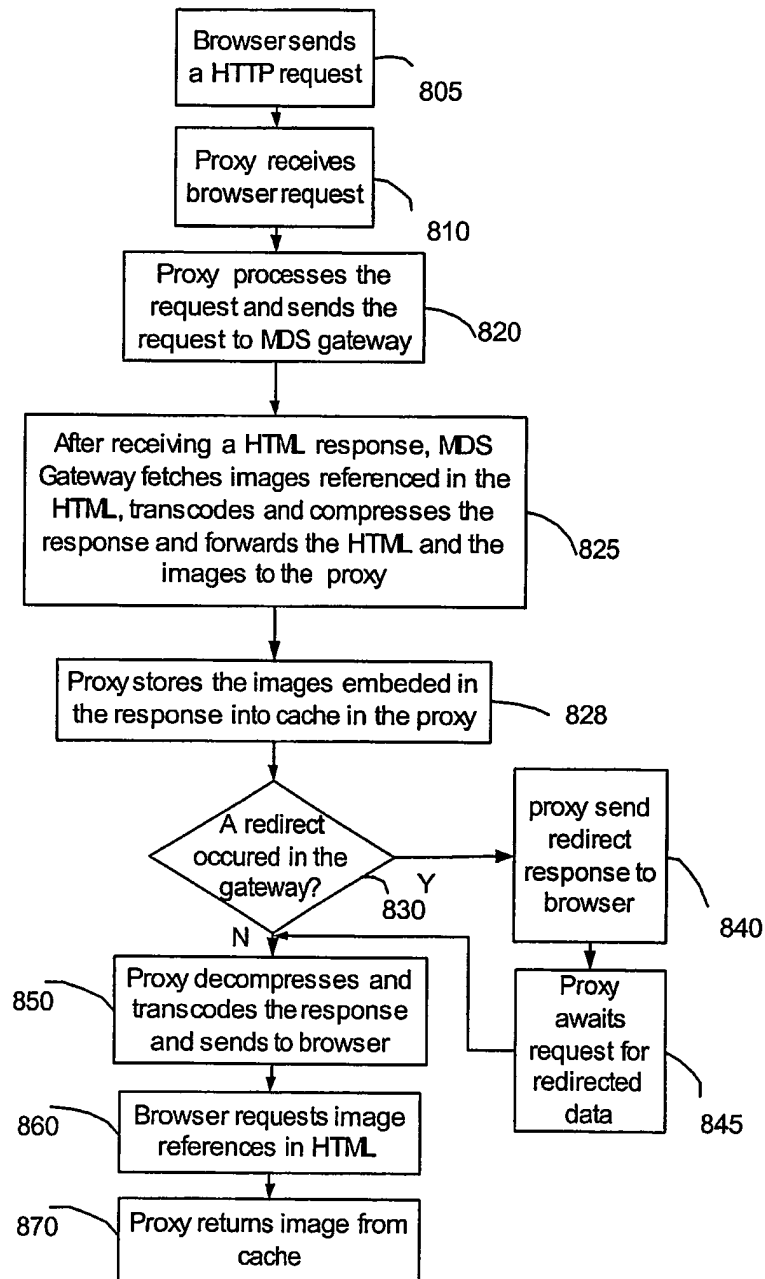 Browser sends
a HTTP request
805
Proxy receives
browser request
810
Proxy processes the
request and sends the
request to MDS gateway
820
After receiving a HTML response, MDS
Gateway fetches images referenced in the
HTML, transcodes and compresses the
response and forwards the HTML and the
images to the proxy
825
Proxy stores the images embeded in
the response into cache in the proxy
828
A redirect
occured in the
gateway?
830
Y
N
proxy send
redirect
response to
browser
840
Proxy
awaits
request for
redirected
data
845
850
Proxy decompresses and
transcodes the response
and sends to browser
860
Browser requests image
references in HTML
870
Proxy returns image from
cache